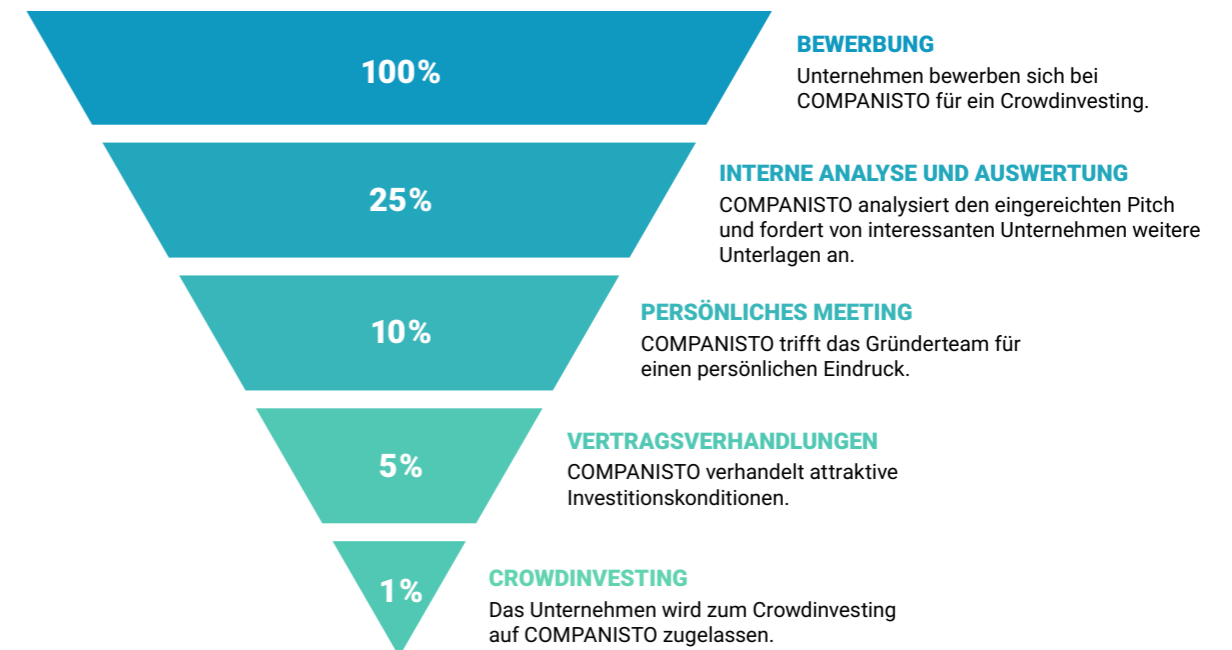 100%
BEWERBUNG
Unternehmen bewerben sich bei
COMPANISTO für ein Crowdinvesting.
25%
INTERNE ANALYSE UND AUSWERTUNG
COMPANISTO analysiert den eingereichten Pitch
und fordert von interessanten Unternehmen weitere
Unterlagen an.
10%
PERSÖNLICHES MEETING
COMPANISTO trifft das Gründerteam für
einen persönlichen Eindruck.
5%
VERTRAGSVERHANDLUNGEN
COMPANISTO verhandelt attraktive
Investitionskonditionen.
1%
CROWDINVESTING
Das Unternehmen wird zum Crowdinvesting
auf COMPANISTO zugelassen.